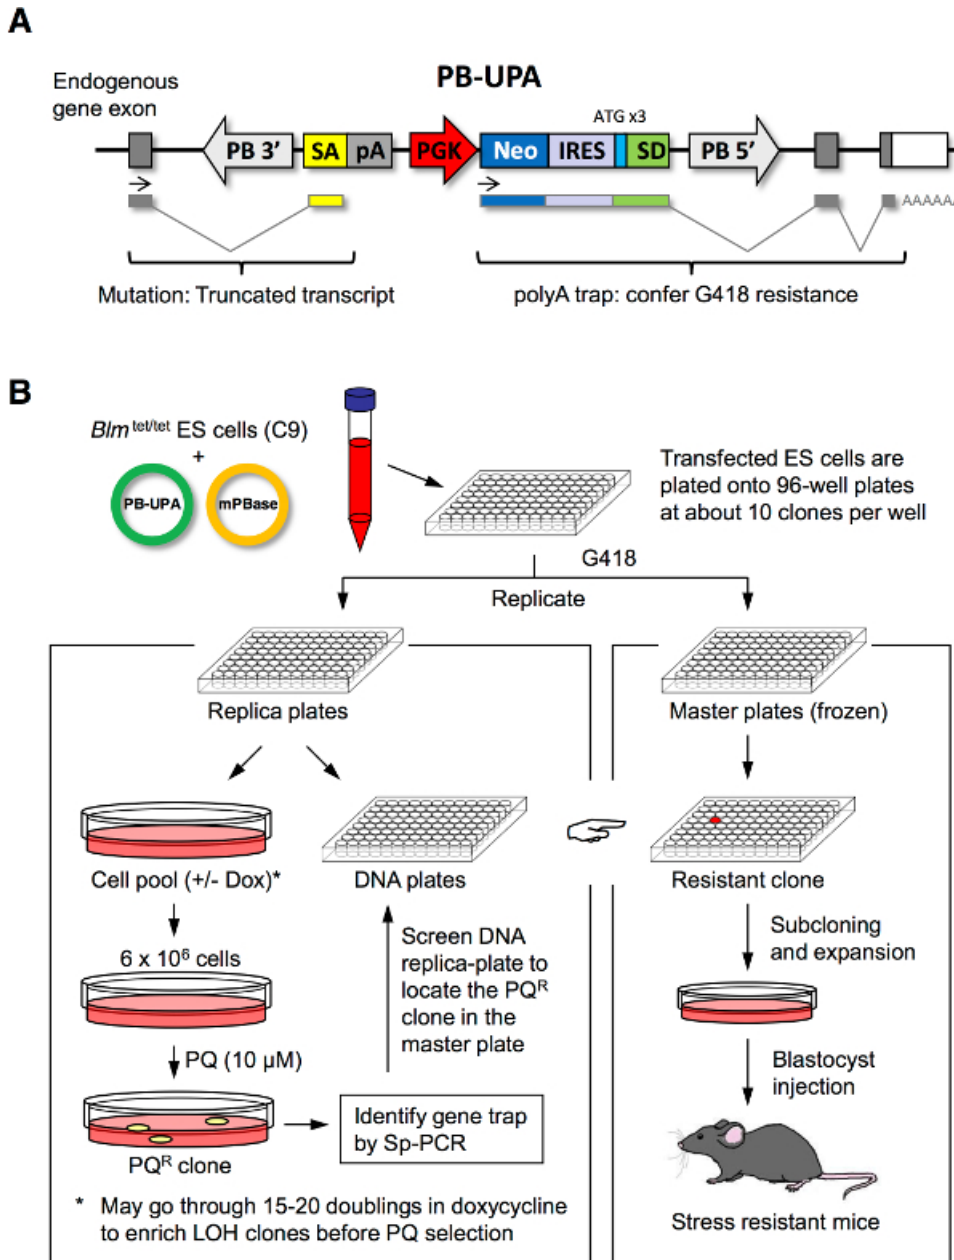 A
Endogenous
gene exon
PB-UPA
ATG x3
PB 3’
SA
pA
PGK
Neo
IRES
SD
PB 5’
AAAAAA
Mutation: Truncated transcript
polyA trap: confer G418 resistance
B
Blm tet/tet ES cells (C9)
+
PB-UPA
mPBase
Transfected ES cells are
plated onto 96-well plates
at about 10 clones per well
G418
Replicate
Replica plates
Master plates (frozen)
Cell pool (+/- Dox)*
DNA plates
Resistant clone
6 x 10⁶ cells
Screen DNA
replica-plate to
locate the PQᴿ
clone in the
master plate
Subcloning
and expansion
PQ (10 µM)
Blastocyst
injection
Identify gene trap
by Sp-PCR
PQᴿ clone
* May go through 15-20 doublings in doxycycline
to enrich LOH clones before PQ selection
Stress resistant mice